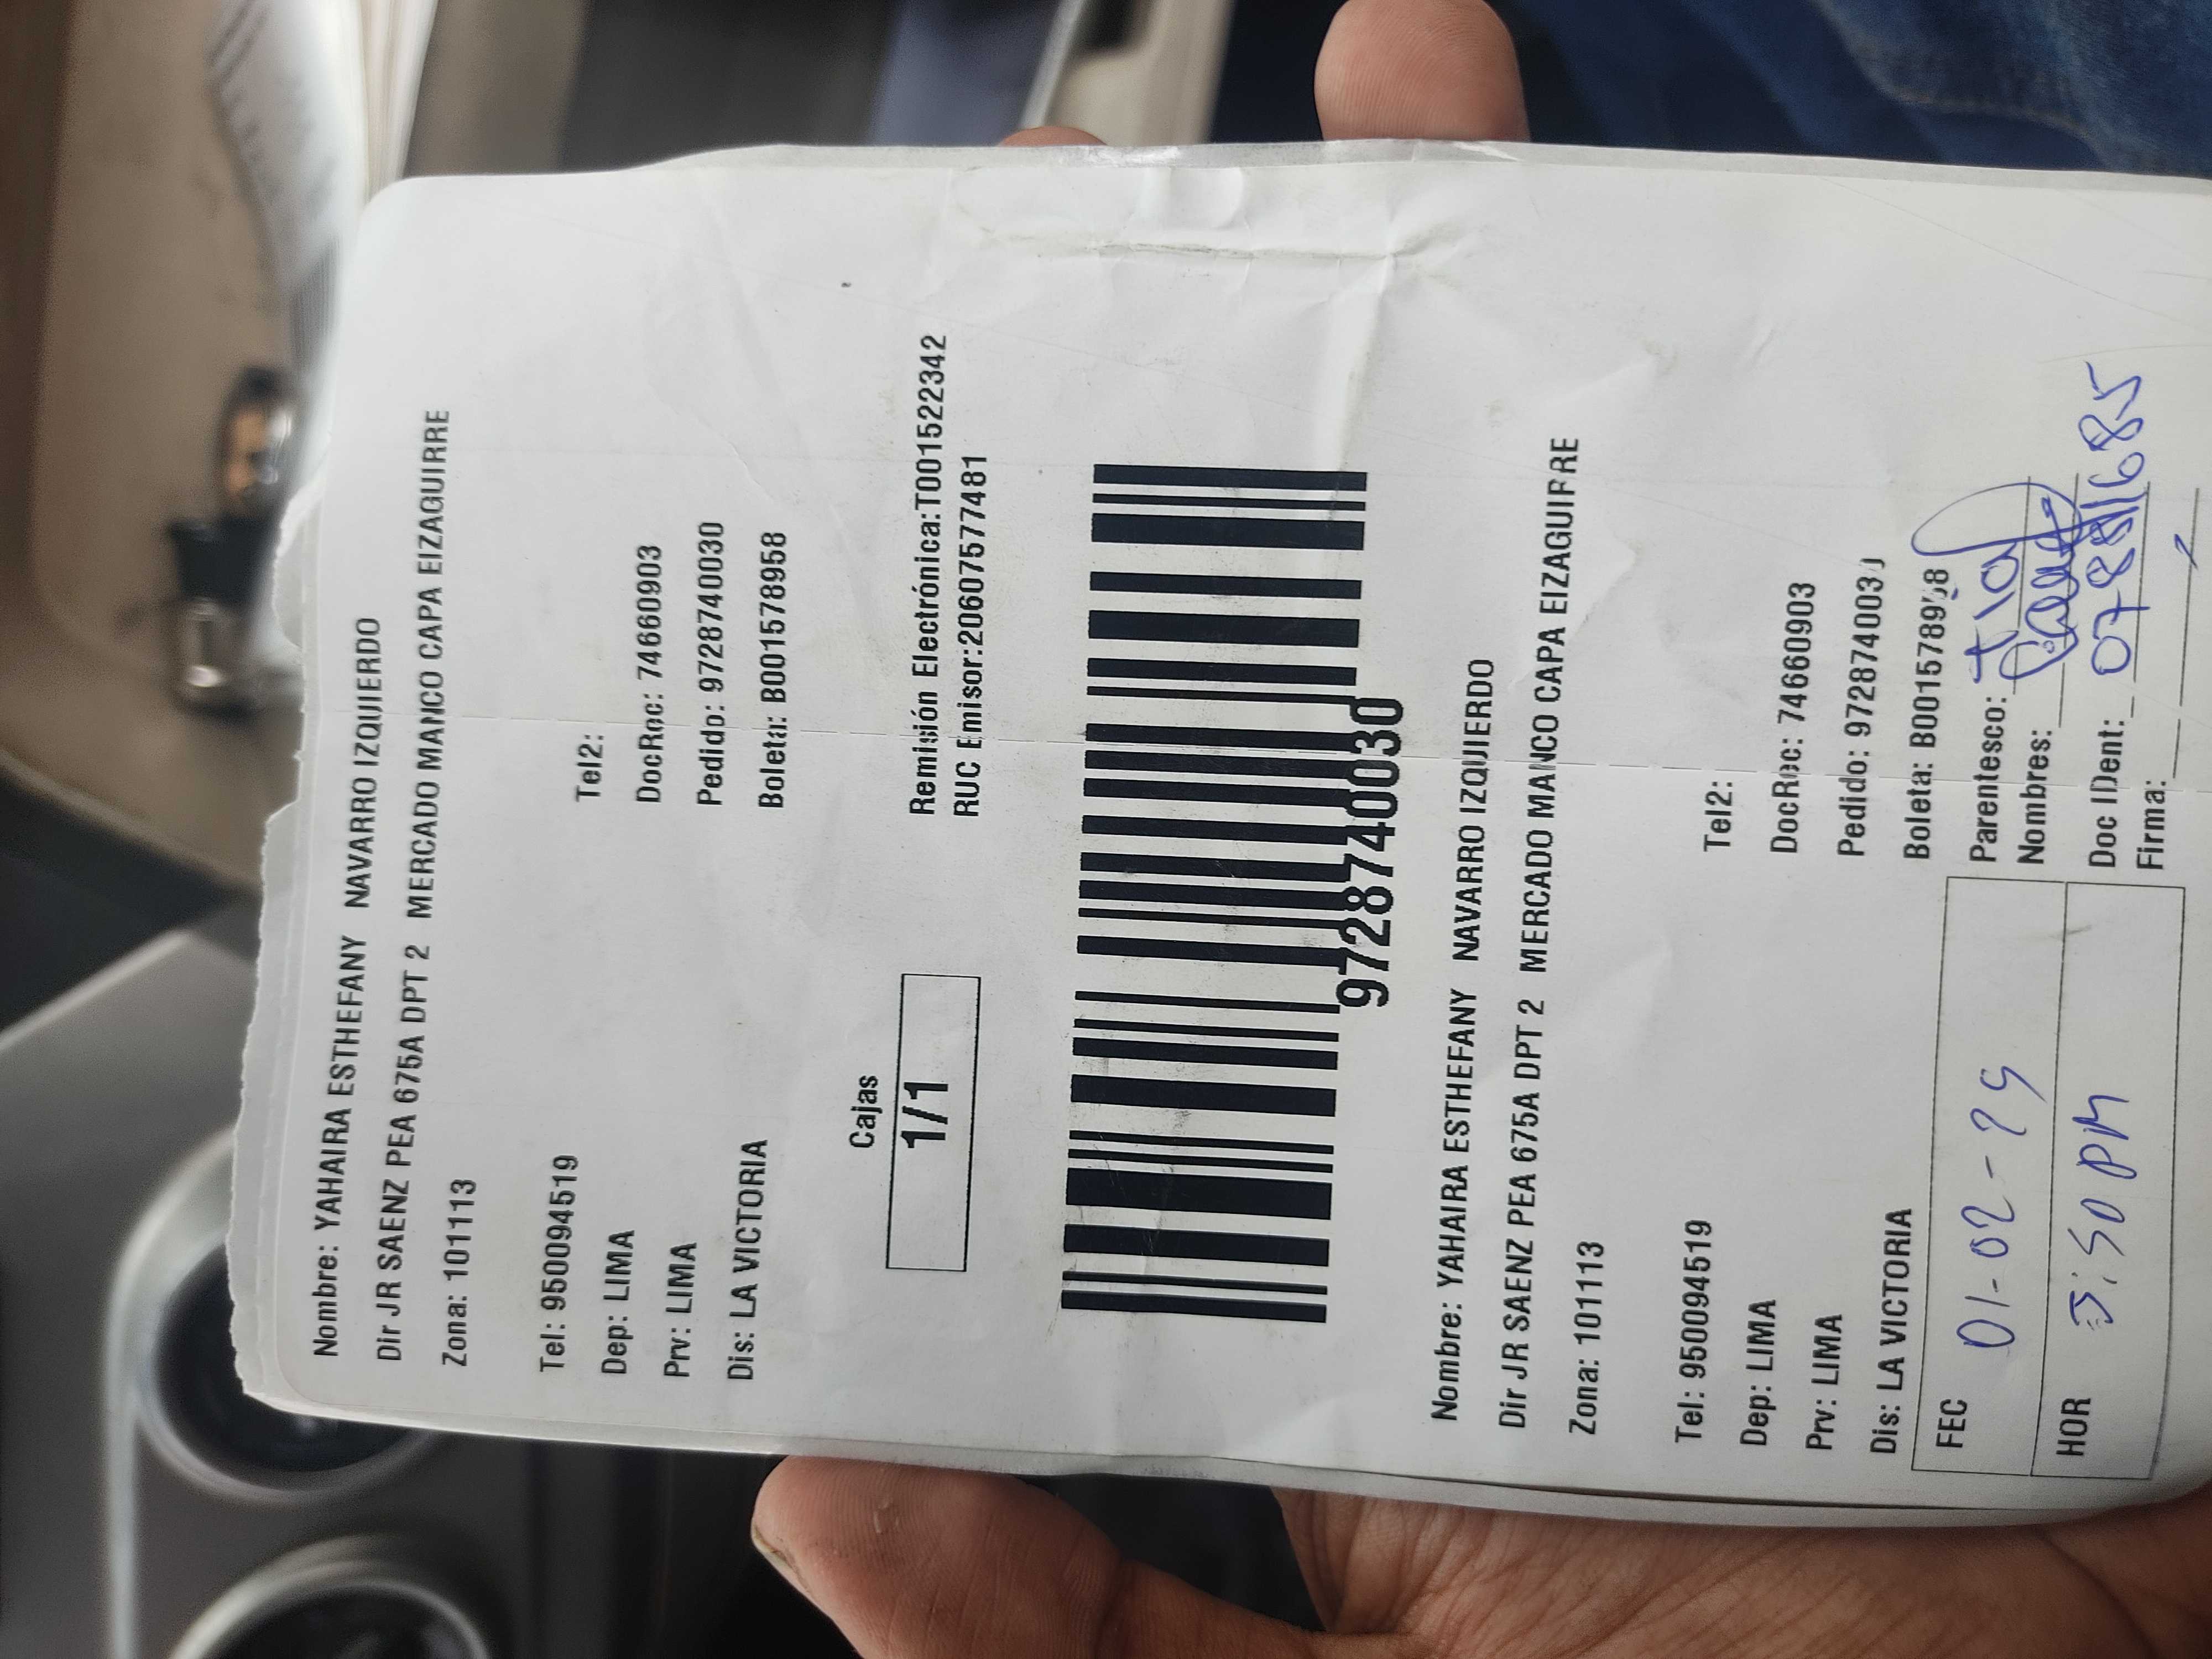 Nombre: YAHAIRA ESTHEFANY NAVARRO IZQUIERDO
Dir JR SAENZ PEA 675A DPT 2 MERCADO MANCO CAPA EIZAGUIRRE
Zona: 101113
Tel: 950094519 Tel2:
Dep: LIMA DocRec: 74660903
Prv: LIMA Pedido: 9728740030
Dis: LA VICTORIA Boleta: B001578958
Cajas
1/1
Remisión Electrónica:T001522342
RUC Emisor:20607577481
9728740030
Nombre: YAHAIRA ESTHEFANY NAVARRO IZQUIERDO
Dir JR SAENZ PEA 675A DPT 2 MERCADO MANCO CAPA EIZAGUIRRE
Zona: 101113
Tel: 950094519 Tel2:
Dep: LIMA DocRec: 74660903
Prv: LIMA Pedido: 9728740030
Dis: LA VICTORIA Boleta: B001578958
FEC 01-02-25 Parentesco: Tia
Nombres:
HOR 3:50 PM Doc IDent:
Firma: